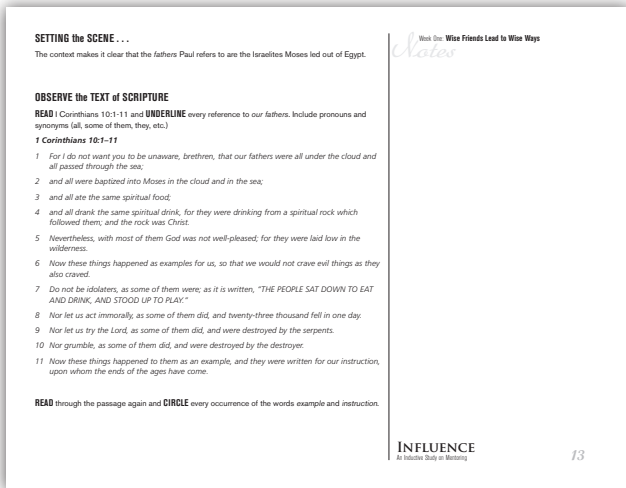 SETTING the SCENE . . .
The context makes it clear that the fathers Paul refers to are the Israelites Moses led out of Egypt.
OBSERVE the TEXT of SCRIPTURE
READ I Corinthians 10:1-11 and UNDERLINE every reference to our fathers. Include pronouns and
synonyms (all, some of them, they, etc.)
1 Corinthians 10:1–11
1 For I do not want you to be unaware, brethren, that our fathers were all under the cloud and
all passed through the sea;
2 and all were baptized into Moses in the cloud and in the sea;
3 and all ate the same spiritual food;
4 and all drank the same spiritual drink, for they were drinking from a spiritual rock which
followed them; and the rock was Christ.
5 Nevertheless, with most of them God was not well-pleased; for they were laid low in the
wilderness.
6 Now these things happened as examples for us, so that we would not crave evil things as they
also craved.
7 Do not be idolaters, as some of them were; as it is written, “THE PEOPLE SAT DOWN TO EAT
AND DRINK, AND STOOD UP TO PLAY.”
8 Nor let us act immorally, as some of them did, and twenty-three thousand fell in one day.
9 Nor let us try the Lord, as some of them did, and were destroyed by the serpents.
10 Nor grumble, as some of them did, and were destroyed by the destroyer.
11 Now these things happened to them as an example, and they were written for our instruction,
upon whom the ends of the ages have come.
READ through the passage again and CIRCLE every occurrence of the words example and instruction.
Week One: Wise Friends Lead to Wise Ways
Notes
INFLUENCE
An Inductive Study on Mentoring
13